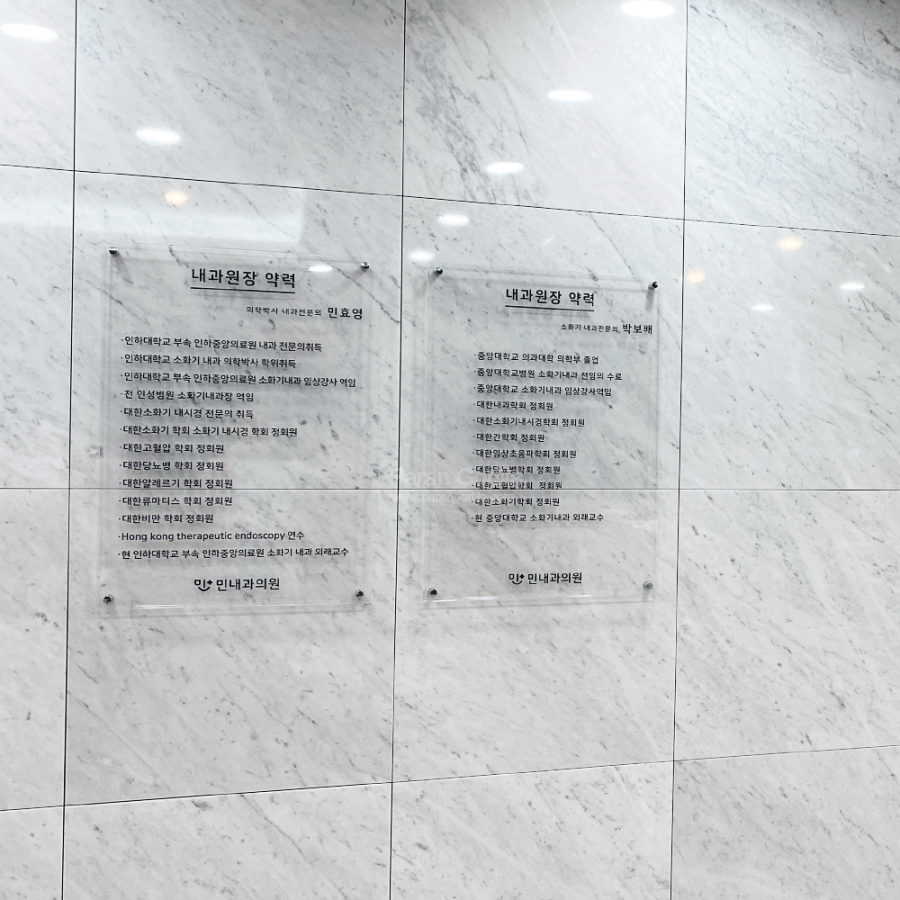 내과원장 약력
의학박사 내과전문의 민효영
·인하대학교 부속 인하중앙의료원 내과 전문의취득
·인하대학교 소화기 내과 의학박사 학위취득
·인하대학교 부속 인하중앙의료원 소화기내과 임상강사 역임
·전 인성병원 소화기내과장 역임
·대한소화기 내시경 전문의 취득
·대한소화기 학회 소화기 내시경 학회 정회원
·대한고혈압 학회 정회원
·대한당뇨병 학회 정회원
·대한알레르기 학회 정회원
·대한류마티스 학회 정회원
·대한비만 학회 정회원
·Hong kong therapeutic endoscopy 연수
·현 인하대학교 부속 인하중앙의료원 소화기 내과 외래교수
민 민내과의원
내과원장 약력
소화기 내과전문의 박보배
·중앙대학교 의과대학 의학부 졸업
·중앙대학교병원 소화기내과 전임의 수료
·중앙대학교 소화기내과 임상강사역임
·대한내과학회 정회원
·대한소화기내시경학회 정회원
·대한간학회 정회원
·대한임상초음파학회 정회원
·대한당뇨병학회 정회원
·대한고혈압학회 정회원
·대한소화기학회 정회원
·현 중앙대학교 소화기내과 외래교수
민 민내과의원